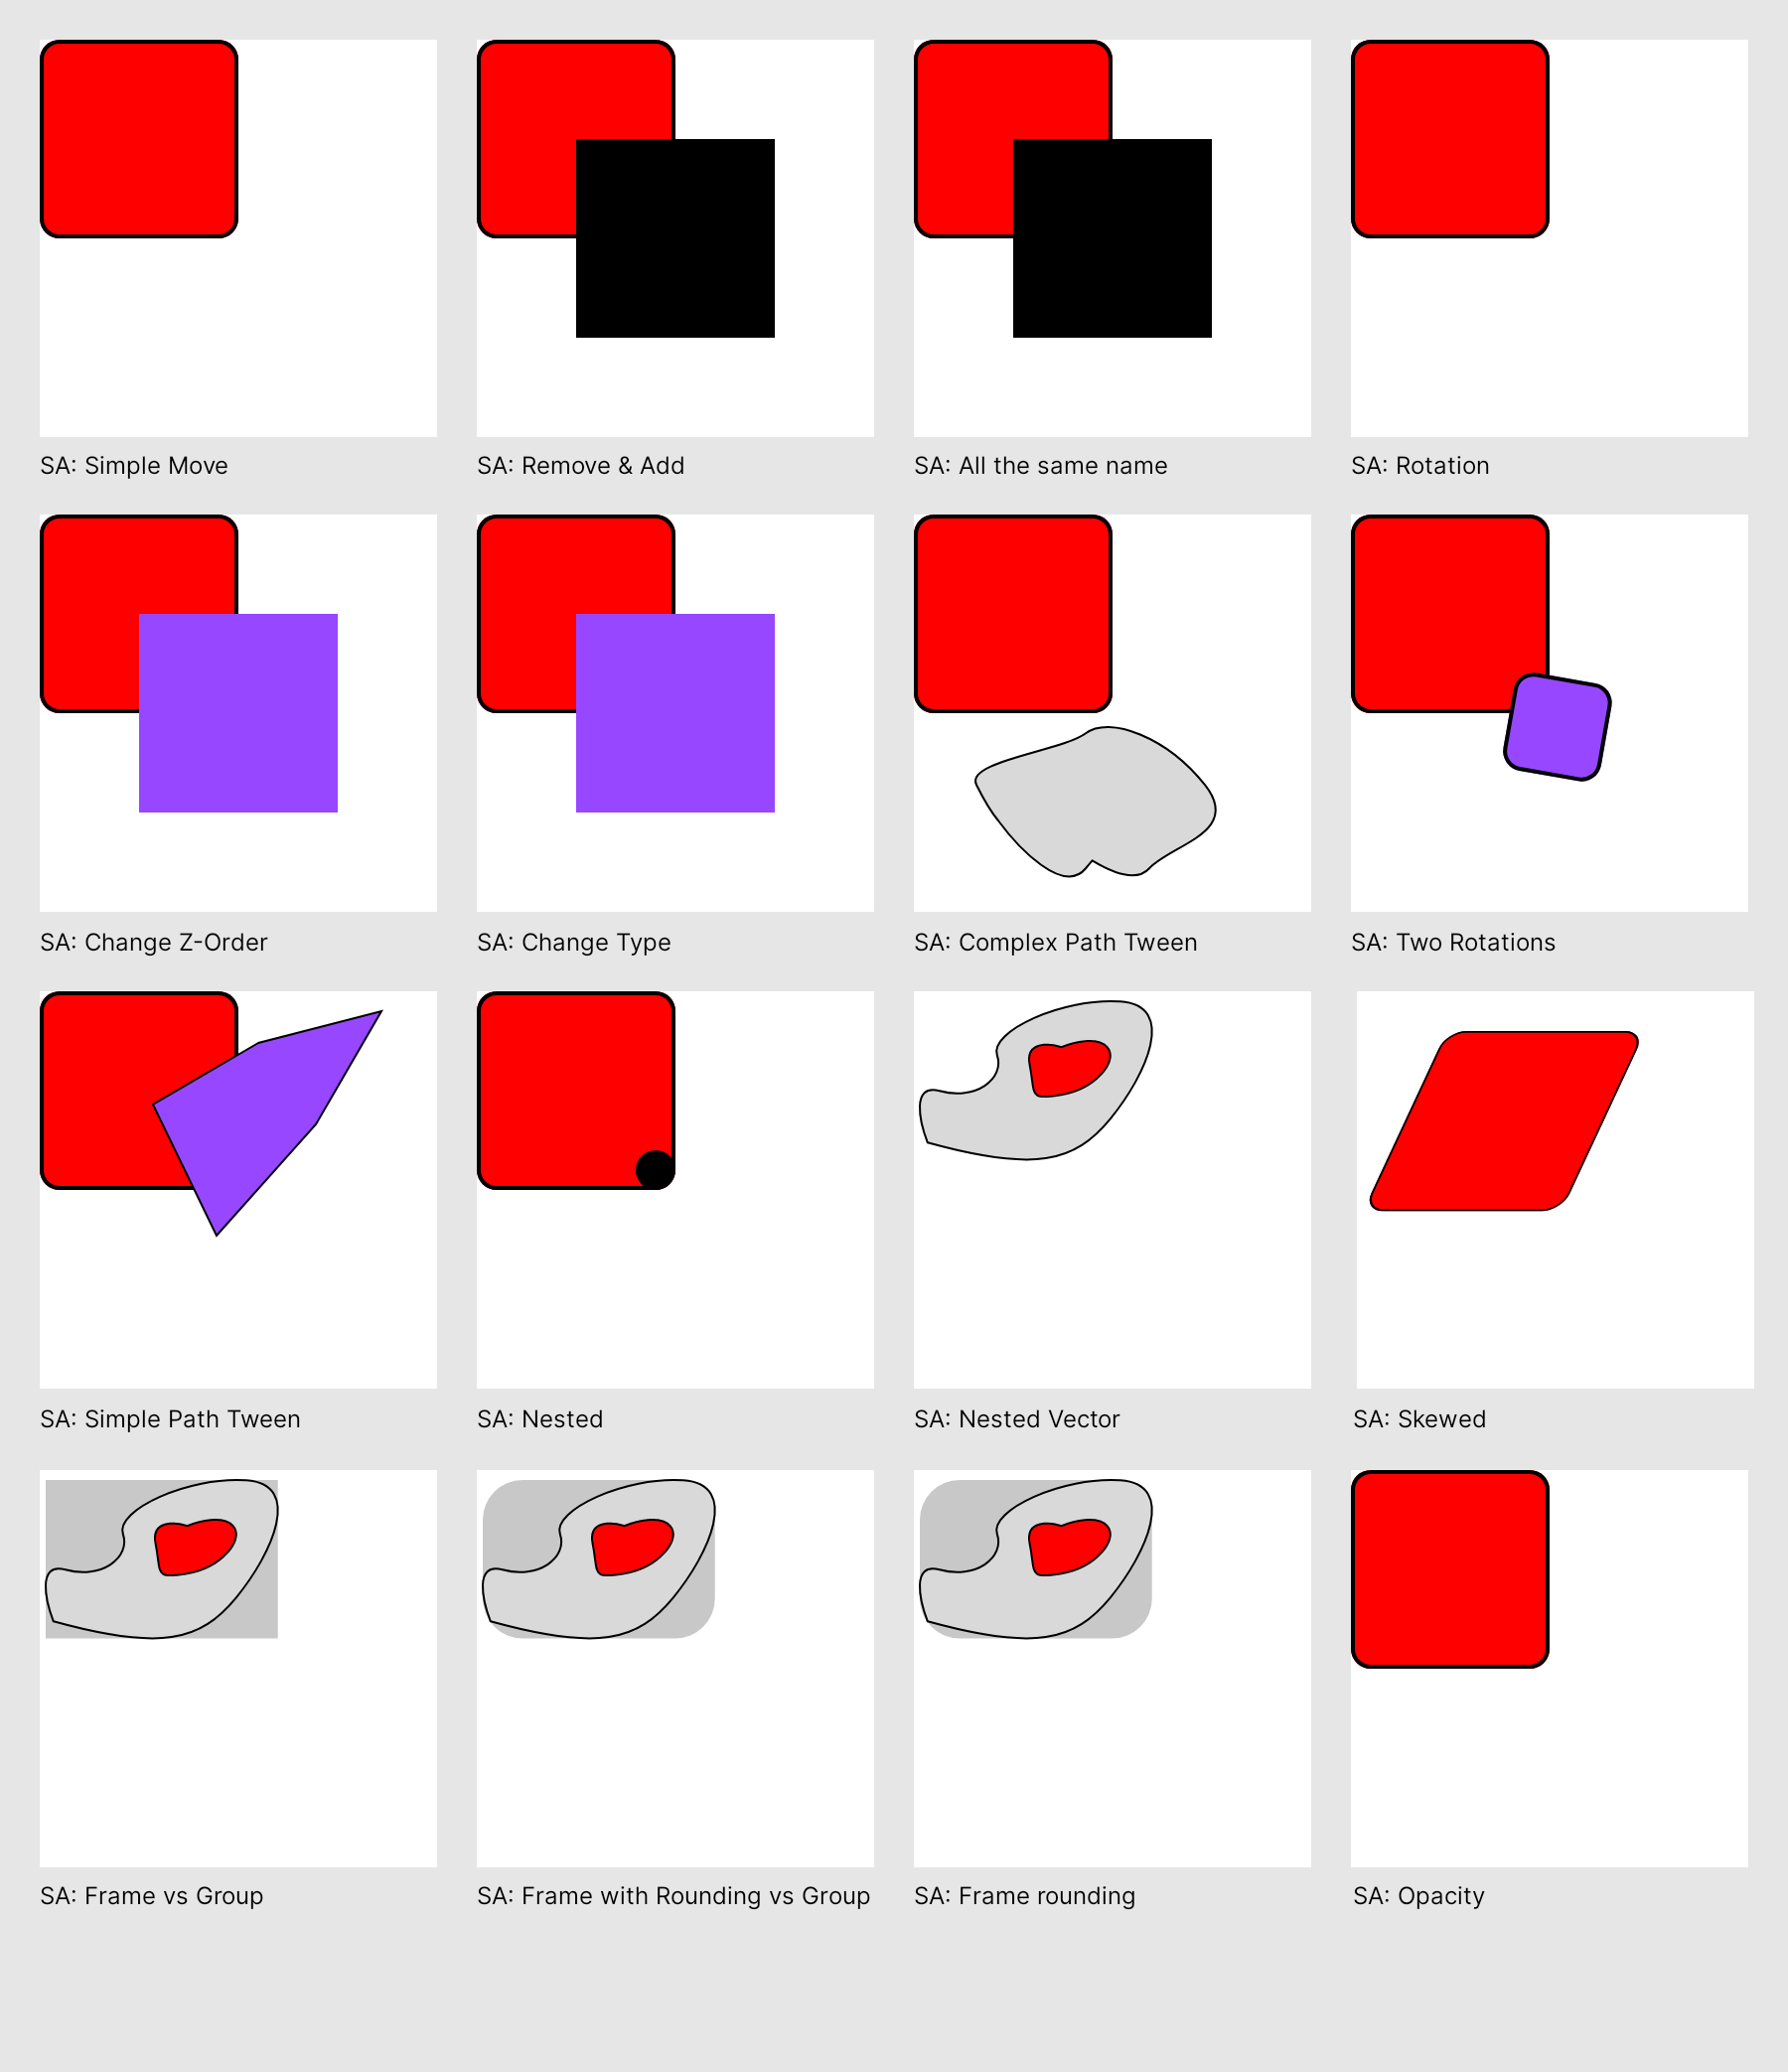 SA: Simple Move
SA: Remove & Add
SA: All the same name
SA: Rotation
SA: Change Z-Order
SA: Change Type
SA: Complex Path Tween
SA: Two Rotations
SA: Simple Path Tween
SA: Nested
SA: Nested Vector
SA: Skewed
SA: Frame vs Group
SA: Frame with Rounding vs Group
SA: Frame rounding
SA: Opacity